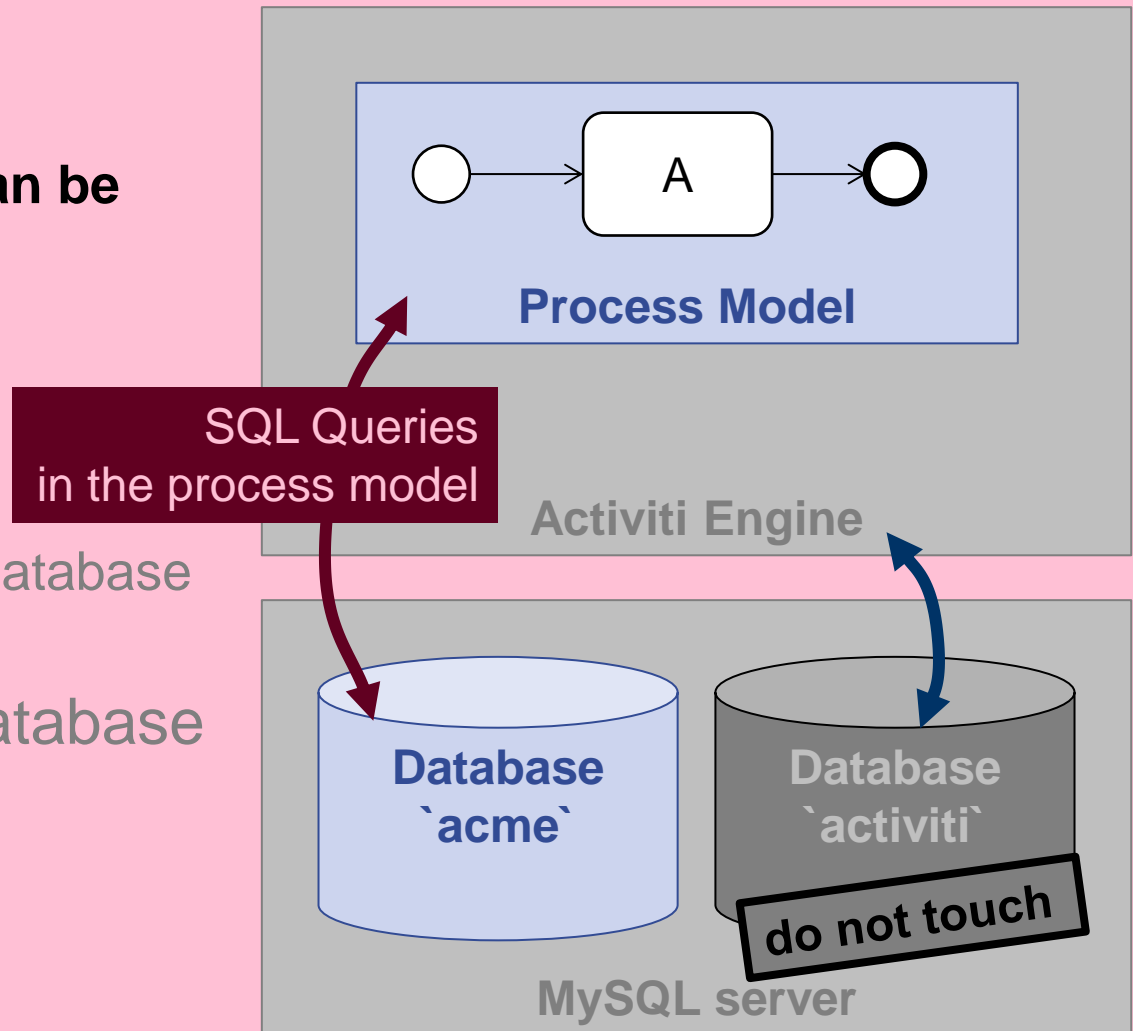 A
an be
Process Model
SQL Queries
in the process model
Activiti Engine
atabase
atabase
Database
`acme`
Database
`activiti`
do not touch
MySQL server